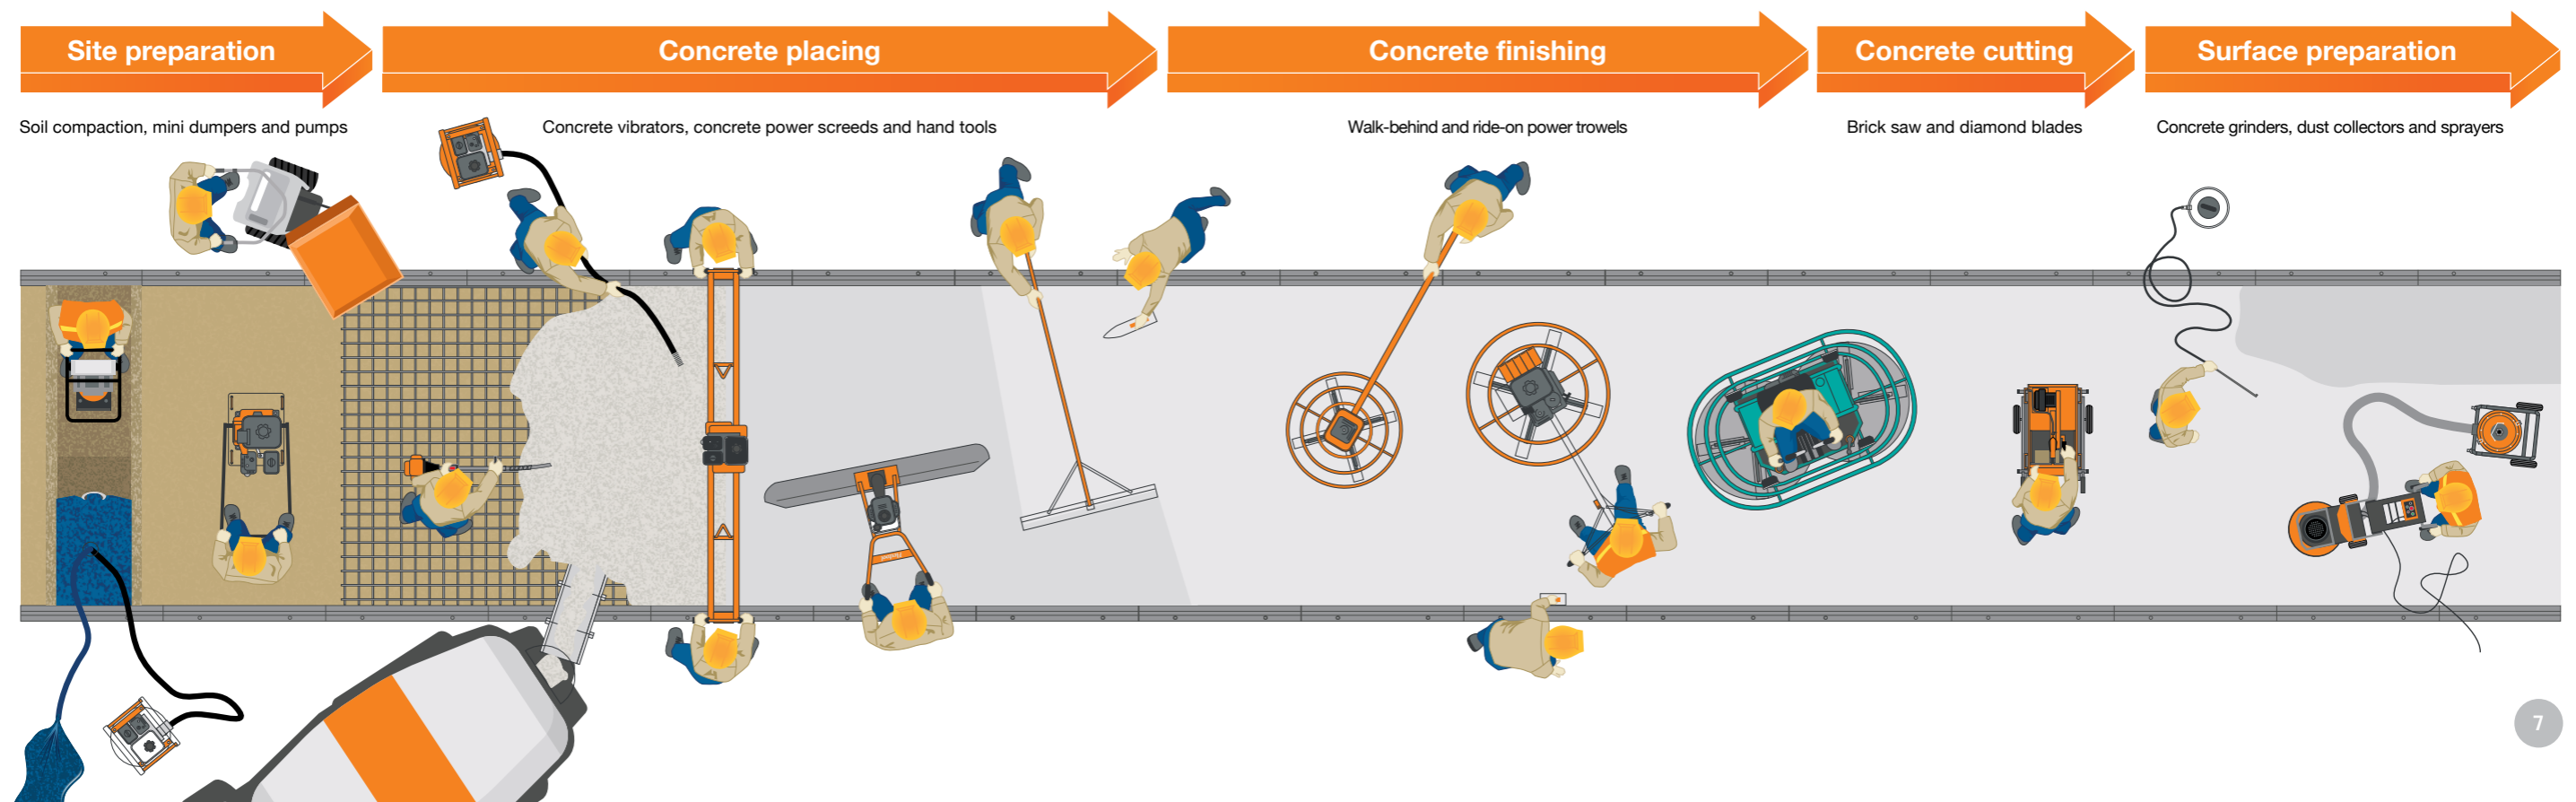 Site preparation
Concrete placing
Concrete finishing
Concrete cutting
Surface preparation
Soil compaction, mini dumpers and pumps
Concrete vibrators, concrete power screeds and hand tools
Walk-behind and ride-on power trowels
Brick saw and diamond blades
Concrete grinders, dust collectors and sprayers
7